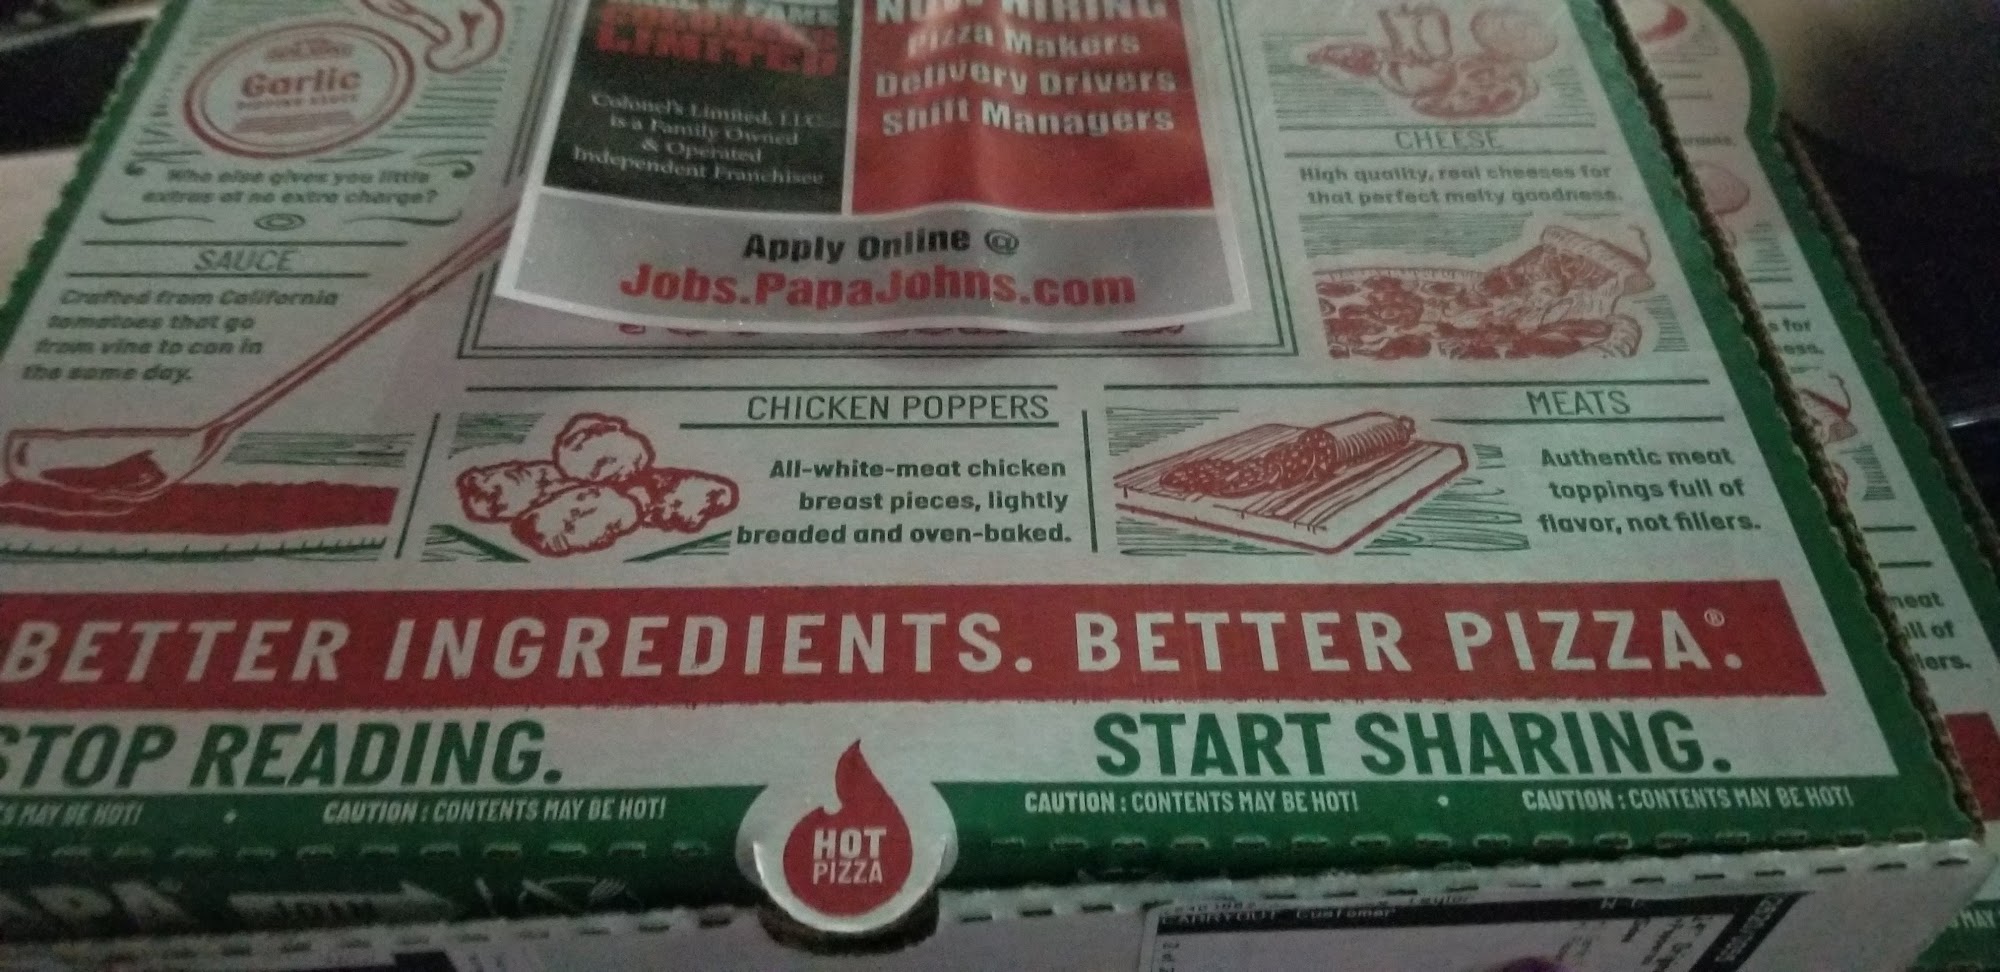 LIMITED
Colonel's Limited, LLC
is a Family Owned
& Operated
Independent Franchisee
NOW HIRING
Pizza Makers
Delivery Drivers
Shift Managers
Apply Online @
Jobs.PapaJohns.com
Garlic
Who else gives you little
extras at no extra charge?
SAUCE
Crafted from California
tomatoes that go
from vine to can in
the same day.
CHEESE
High quality, real cheeses for
that perfect melty goodness.
CHICKEN POPPERS
All-white-meat chicken
breast pieces, lightly
breaded and oven-baked.
MEATS
Authentic meat
toppings full of
flavor, not fillers.
BETTER INGREDIENTS. BETTER PIZZA.®
STOP READING.
START SHARING.
MAY BE HOT! • CAUTION : CONTENTS MAY BE HOT!
CAUTION : CONTENTS MAY BE HOT! • CAUTION : CONTENTS MAY BE HOT!
HOT
PIZZA
CARRYOUT Customer